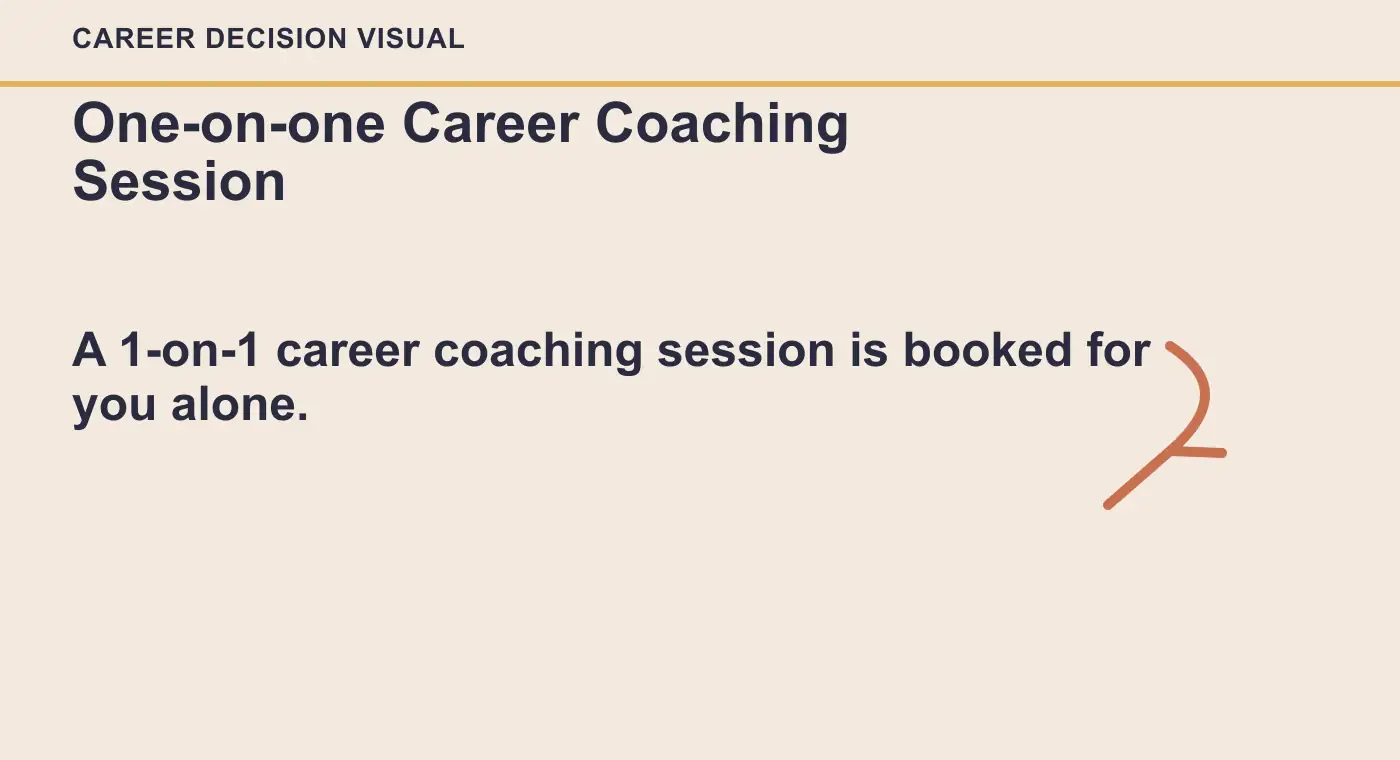 CAREER DECISION VISUAL
One-on-one Career Coaching
Session
A 1-on-1 career coaching session is booked for
you alone.